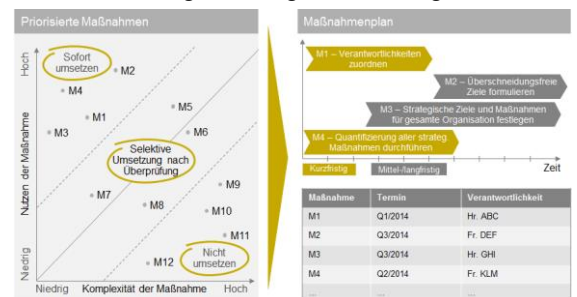 Priorisierte Maßnahmen
Hoch
Nutzen der Maßnahme
Niedrig
Sofort
umsetzen
M2
M4
M1
M3
M5
M6
Selektive
Umsetzung nach
Überprüfung
M7
M8
M9
M10
M11
M12
Nicht
umsetzen
Niedrig Komplexität der Maßnahme Hoch
Maßnahmenplan
M1 – Verantwortlichkeiten
zuordnen
M2 – Überschneidungsfreie
Ziele formulieren
M3 – Strategische Ziele und Maßnahmen
für gesamte Organisation festlegen
M4 – Quantifizierung aller strateg.
Maßnahmen durchführen
Kurzfristig Mittel-/langfristig Zeit
Maßnahme Termin Verantwortlichkeit
M1 Q1/2014 Hr. ABC
M2 Q3/2014 Fr. DEF
M3 Q3/2014 Hr. GHI
M4 Q2/2014 Fr. KLM
... ... ...